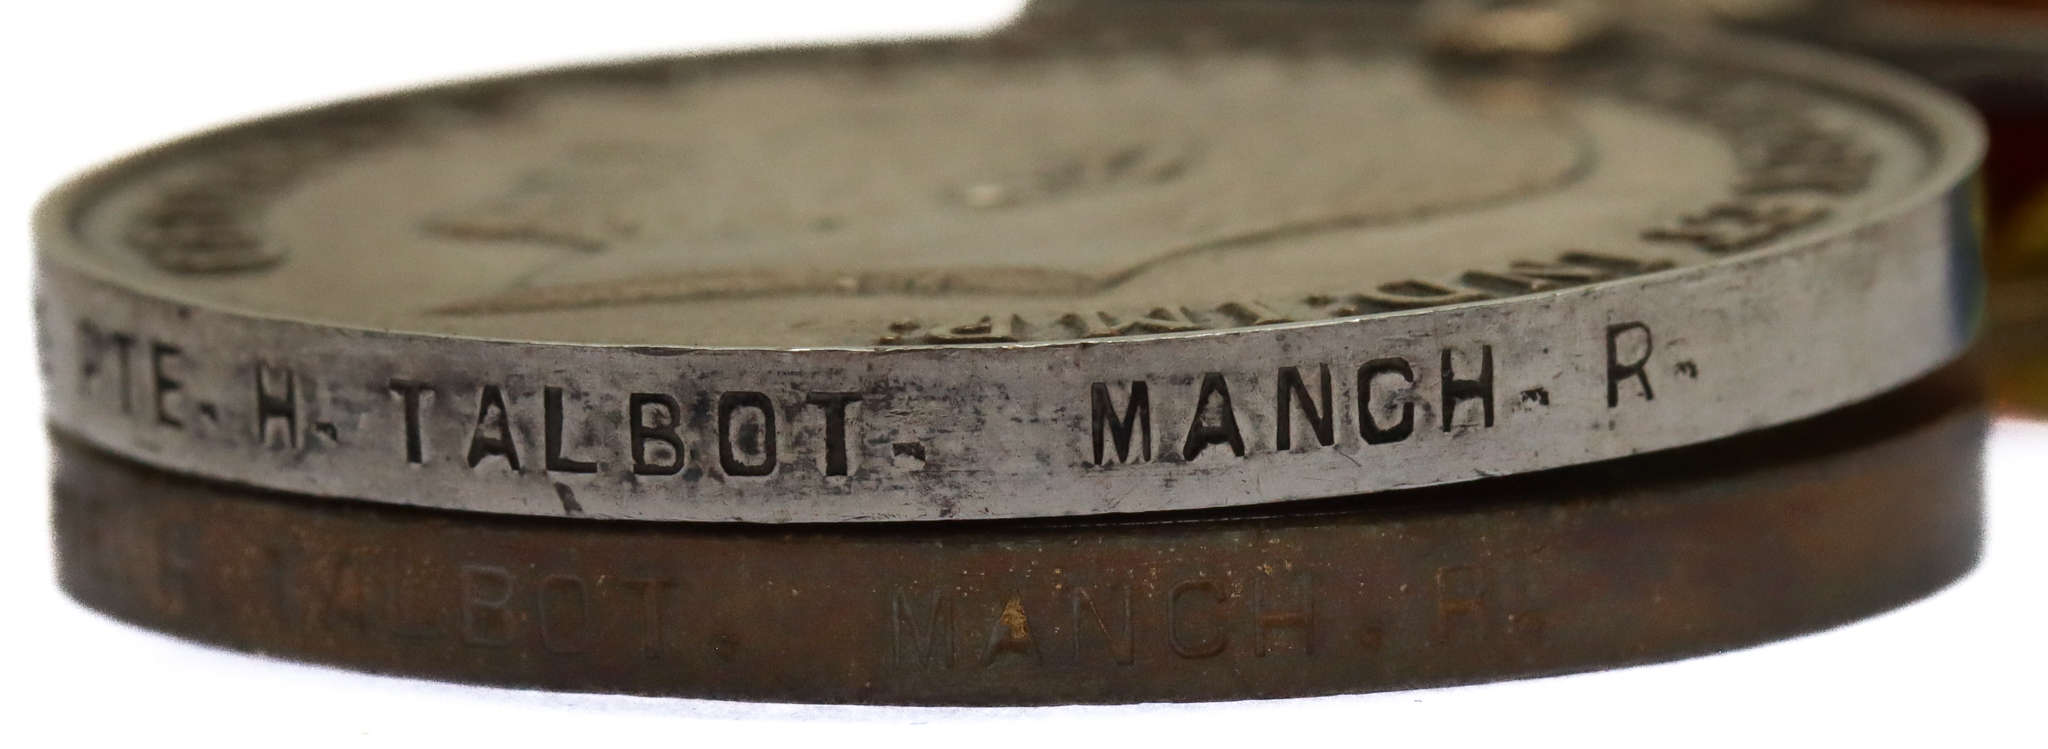 PTE. H. TALBOT. MANCH. R.
H TALBOT. MANCH. R.